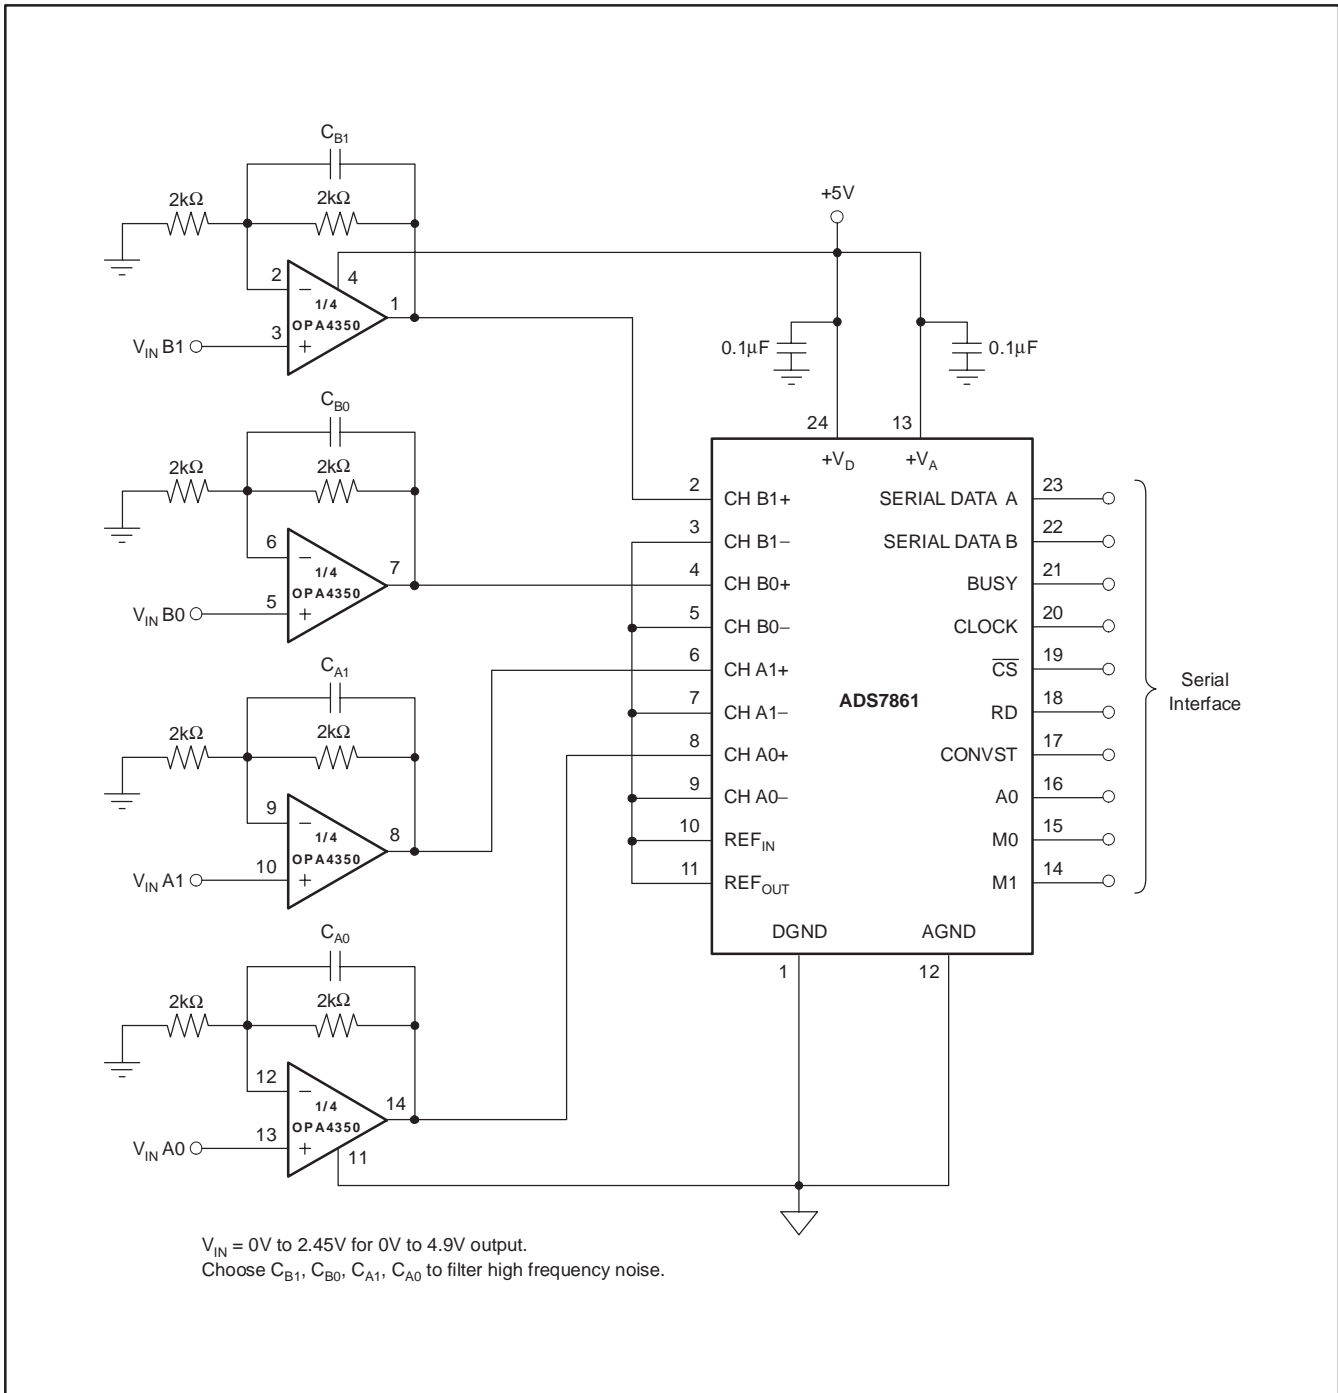 C_B1
2kΩ
2kΩ
2
4
1/4
OPA4350
1
3
V_IN B1
−
+
C_B0
2kΩ
2kΩ
6
1/4
OPA4350
7
5
V_IN B0
−
+
C_A1
2kΩ
2kΩ
9
1/4
OPA4350
8
10
V_IN A1
−
+
C_A0
2kΩ
2kΩ
12
1/4
OPA4350
14
13
V_IN A0
11
−
+
+5V
0.1µF
0.1µF
24
13
+V_D
+V_A
2 CH B1+
3 CH B1−
4 CH B0+
5 CH B0−
6 CH A1+
7 CH A1−
8 CH A0+
9 CH A0−
10 REF_IN
11 REF_OUT
ADS7861
SERIAL DATA A 23
SERIAL DATA B 22
BUSY 21
CLOCK 20
C̅S̅ 19
RD 18
CONVST 17
A0 16
M0 15
M1 14
Serial
Interface
DGND
AGND
1
12
V_IN = 0V to 2.45V for 0V to 4.9V output.
Choose C_B1, C_B0, C_A1, C_A0 to filter high frequency noise.